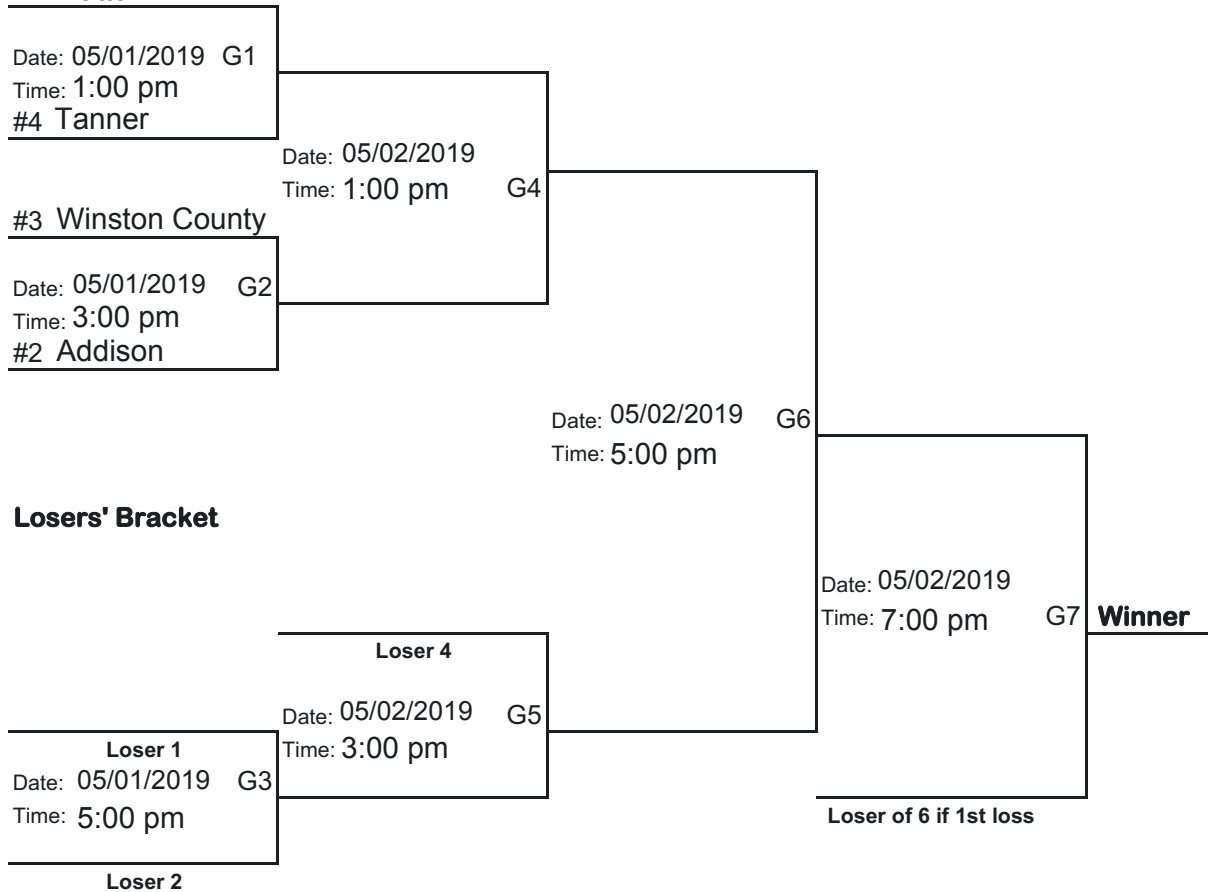 Date: 05/01/2019 G1
Time: 1:00 pm
#4 Tanner
Date: 05/02/2019
Time: 1:00 pm G4
#3 Winston County
Date: 05/01/2019 G2
Time: 3:00 pm
#2 Addison
Date: 05/02/2019 G6
Time: 5:00 pm
Losers' Bracket
Date: 05/02/2019
Time: 7:00 pm G7 Winner
Loser 4
Date: 05/02/2019 G5
Time: 3:00 pm
Loser 1
Date: 05/01/2019 G3
Time: 5:00 pm
Loser of 6 if 1st loss
Loser 2